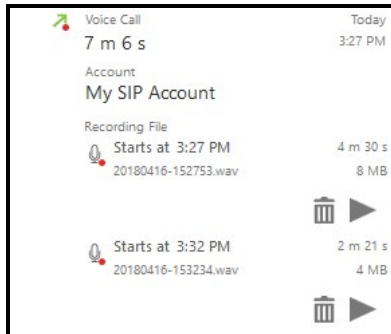 Voice Call Today
7 m 6 s 3:27 PM
Account
My SIP Account
Recording File
Starts at 3:27 PM 4 m 30 s
20180416-152753.wav 8 MB
Starts at 3:32 PM 2 m 21 s
20180416-153234.wav 4 MB